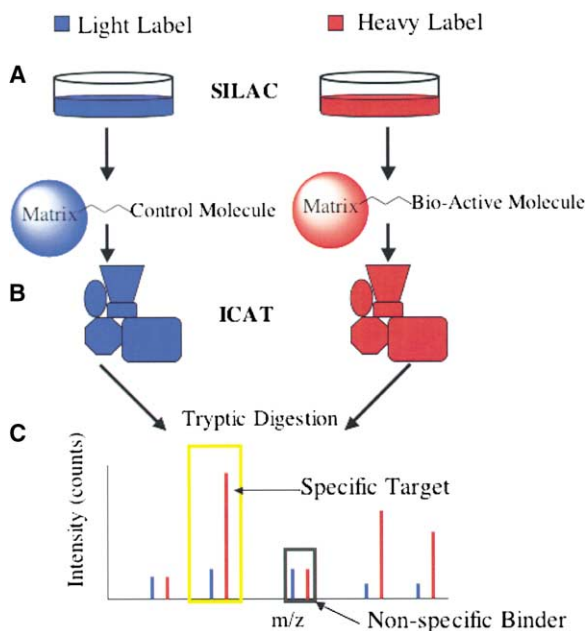 Light Label
Heavy Label
A
SILAC
Matrix
Control Molecule
Matrix
Bio-Active Molecule
B
ICAT
Tryptic Digestion
C
Intensity (counts)
Specific Target
m/z
Non-specific Binder